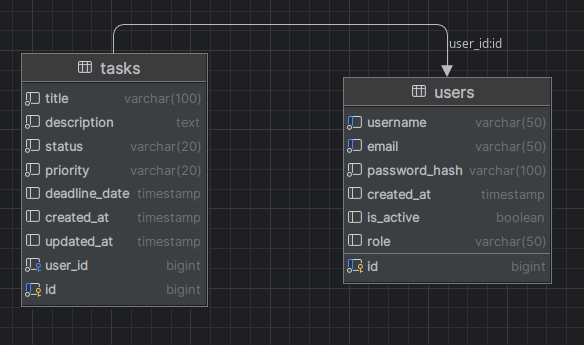 user_id:id
tasks
title varchar(100)
description text
status varchar(20)
priority varchar(20)
deadline_date timestamp
created_at timestamp
updated_at timestamp
user_id bigint
id bigint
users
username varchar(50)
email varchar(50)
password_hash varchar(100)
created_at timestamp
is_active boolean
role varchar(50)
id bigint